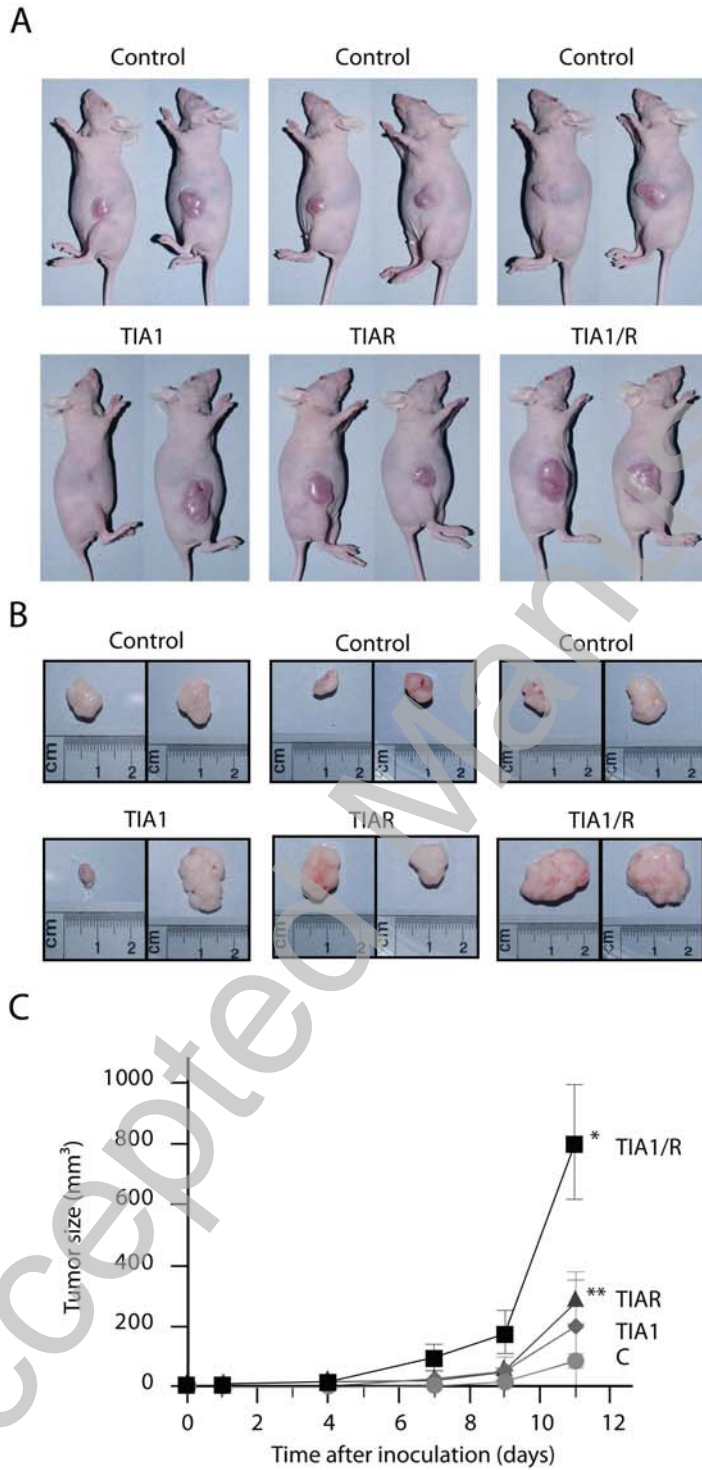 A
Control Control Control
TIA1 TIAR TIA1/R
B
Control Control Control
cm 1 2 cm 1 2 cm 1 2 cm 1 2 cm 1 2 cm 1 2
TIA1 TIAR TIA1/R
cm 1 2 cm 1 2 cm 1 2 cm 1 2 cm 1 2 cm 1 2
C
Tumor size (mm³)
1000
800
600
400
200
0
* TIA1/R
** TIAR
TIA1
C
0 2 4 6 8 10 12
Time after inoculation (days)
ccepted Manus